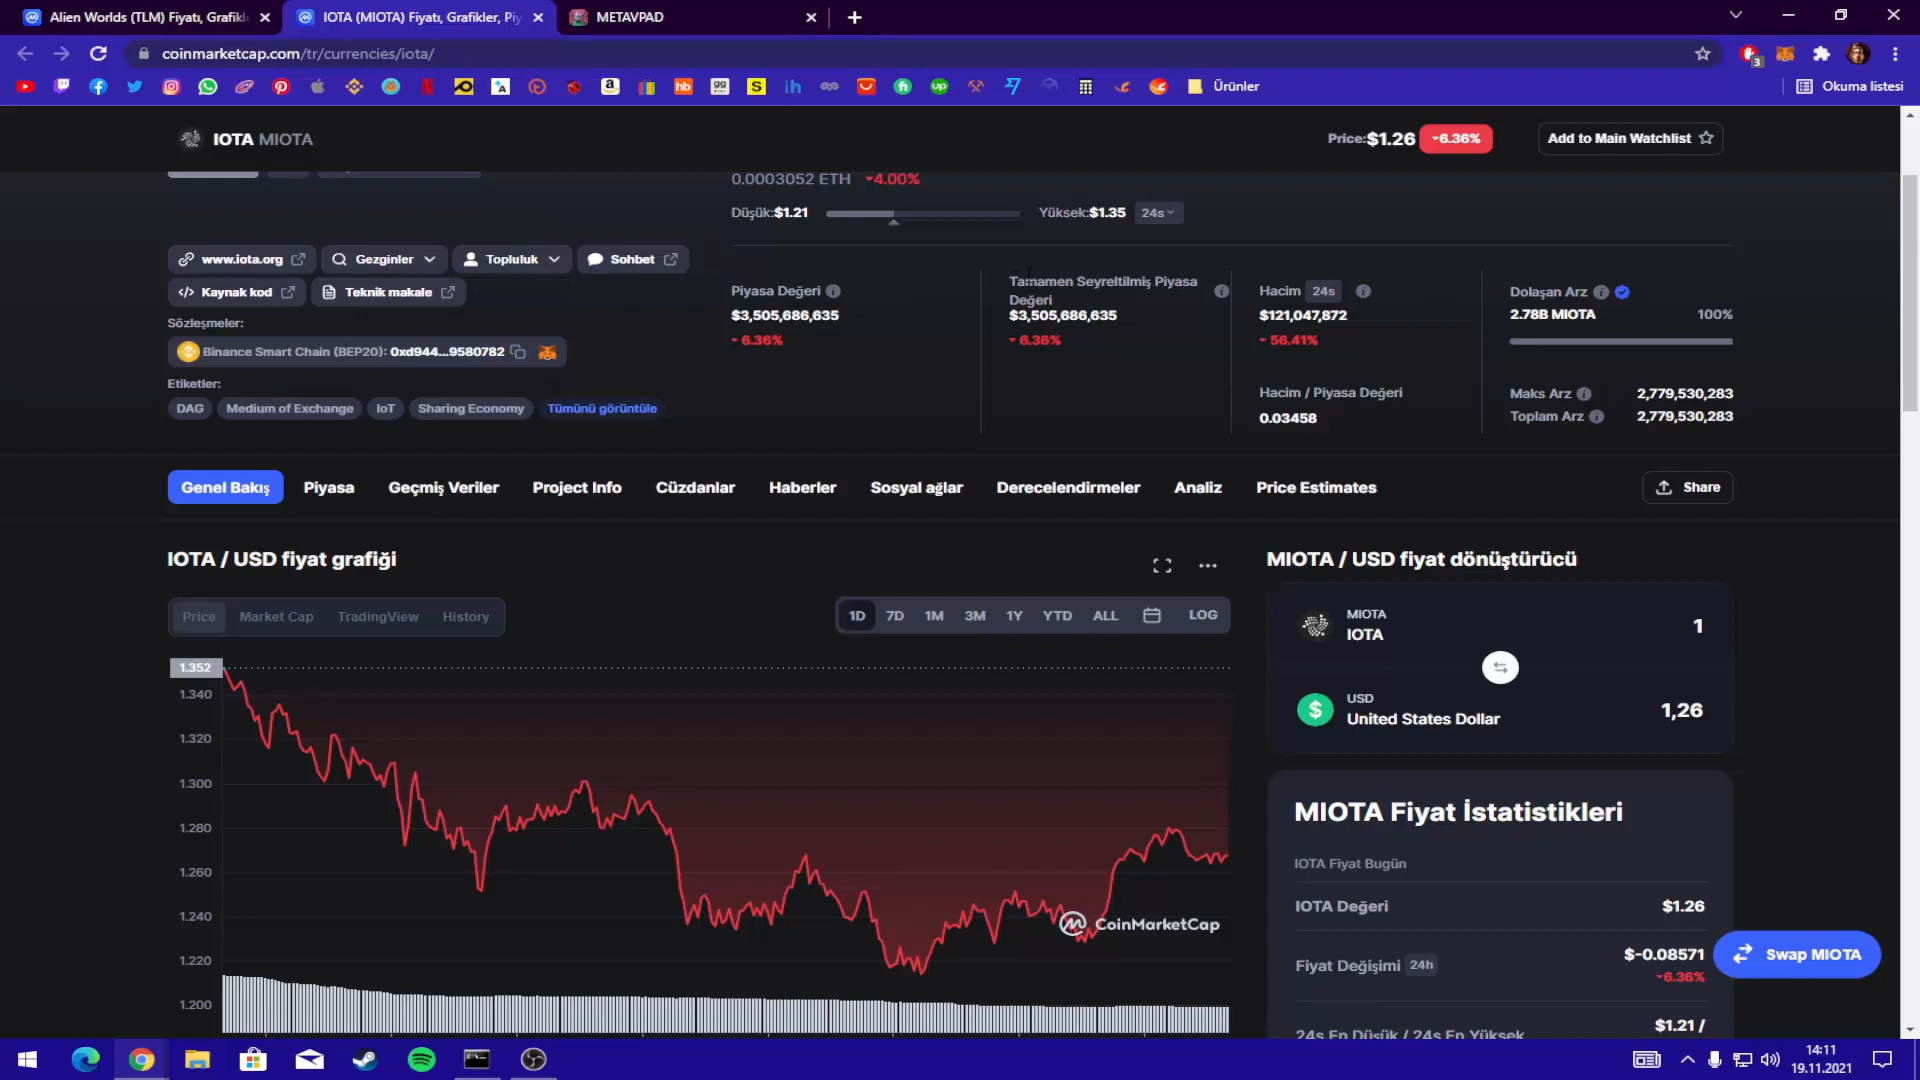 Alien Worlds (TLM) Fiyatı, Grafikle
IOTA (MIOTA) Fiyatı, Grafikler, Piy
METAVPAD
coinmarketcap.com/tr/currencies/iota/
3
hb
gg
S
ih
up
Ürünler
Okuma listesi
IOTA MIOTA
Price:$1.26
6.36%
Add to Main Watchlist
0.0003052 ETH
4.00%
Düşük:$1.21
Yüksek:$1.35
24s
www.iota.org
Gezginler
Topluluk
Sohbet
Kaynak kod
Teknik makale
Sözleşmeler:
Binance Smart Chain (BEP20): 0xd944...9580782
Etiketler:
DAG
Medium of Exchange
IoT
Sharing Economy
Tümünü görüntüle
Piyasa Değeri
$3,505,686,635
6.36%
Tamamen Seyreltilmiş Piyasa
Değeri
$3,505,686,635
6.36%
Hacim 24s
$121,047,872
56.41%
Hacim / Piyasa Değeri
0.03458
Dolaşan Arz
2.78B MIOTA
100%
Maks Arz
2,779,530,283
Toplam Arz
2,779,530,283
Genel Bakış
Piyasa
Geçmiş Veriler
Project Info
Cüzdanlar
Haberler
Sosyal ağlar
Derecelendirmeler
Analiz
Price Estimates
Share
IOTA / USD fiyat grafiği
Price
Market Cap
TradingView
History
1D
7D
1M
3M
1Y
YTD
ALL
LOG
1.352
1.340
1.320
1.300
1.280
1.260
1.240
1.220
1.200
CoinMarketCap
MIOTA / USD fiyat dönüştürücü
MIOTA
IOTA
1
USD
United States Dollar
1,26
MIOTA Fiyat İstatistikleri
IOTA Fiyat Bugün
IOTA Değeri
$1.26
Fiyat Değişimi 24h
$-0.08571
6.36%
24s En Düşük / 24s En Yüksek
$1.21 /
Swap MIOTA
14:11
19.11.2021